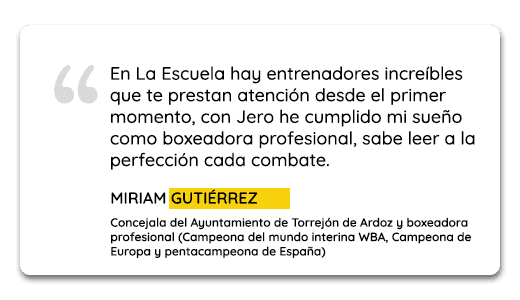 “
En La Escuela hay entrenadores increíbles
que te prestan atención desde el primer
momento, con Jero he cumplido mi sueño
como boxeadora profesional, sabe leer a la
perfección cada combate.
MIRIAM GUTIÉRREZ
Concejala del Ayuntamiento de Torrejón de Ardoz y boxeadora
profesional (Campeona del mundo interina WBA, Campeona de
Europa y pentacampeona de España)